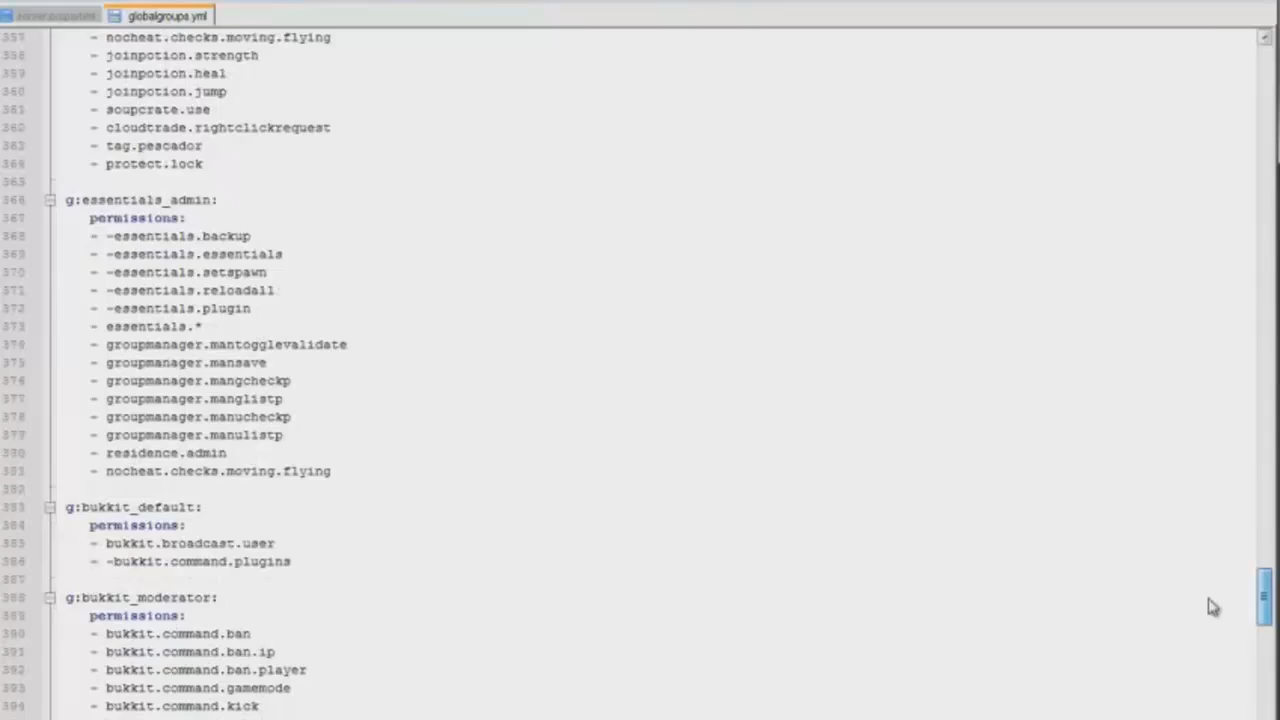 server.properties globalgroups.yml
357 - nocheat.checks.moving.flying
358 - joinpotion.strength
359 - joinpotion.heal
360 - joinpotion.jump
361 - soupcrate.use
362 - cloudtrade.rightclickrequest
363 - tag.pescador
364 - protect.lock
365
366 g:essentials_admin:
367 permissions:
368 - -essentials.backup
369 - -essentials.essentials
370 - -essentials.setspawn
371 - -essentials.reloadall
372 - -essentials.plugin
373 - essentials.*
374 - groupmanager.mantogglevalidate
375 - groupmanager.mansave
376 - groupmanager.mangcheckp
377 - groupmanager.manglistp
378 - groupmanager.manucheckp
379 - groupmanager.manulistp
380 - residence.admin
381 - nocheat.checks.moving.flying
382
383 g:bukkit_default:
384 permissions:
385 - bukkit.broadcast.user
386 - -bukkit.command.plugins
387
388 g:bukkit_moderator:
389 permissions:
390 - bukkit.command.ban
391 - bukkit.command.ban.ip
392 - bukkit.command.ban.player
393 - bukkit.command.gamemode
394 - bukkit.command.kick